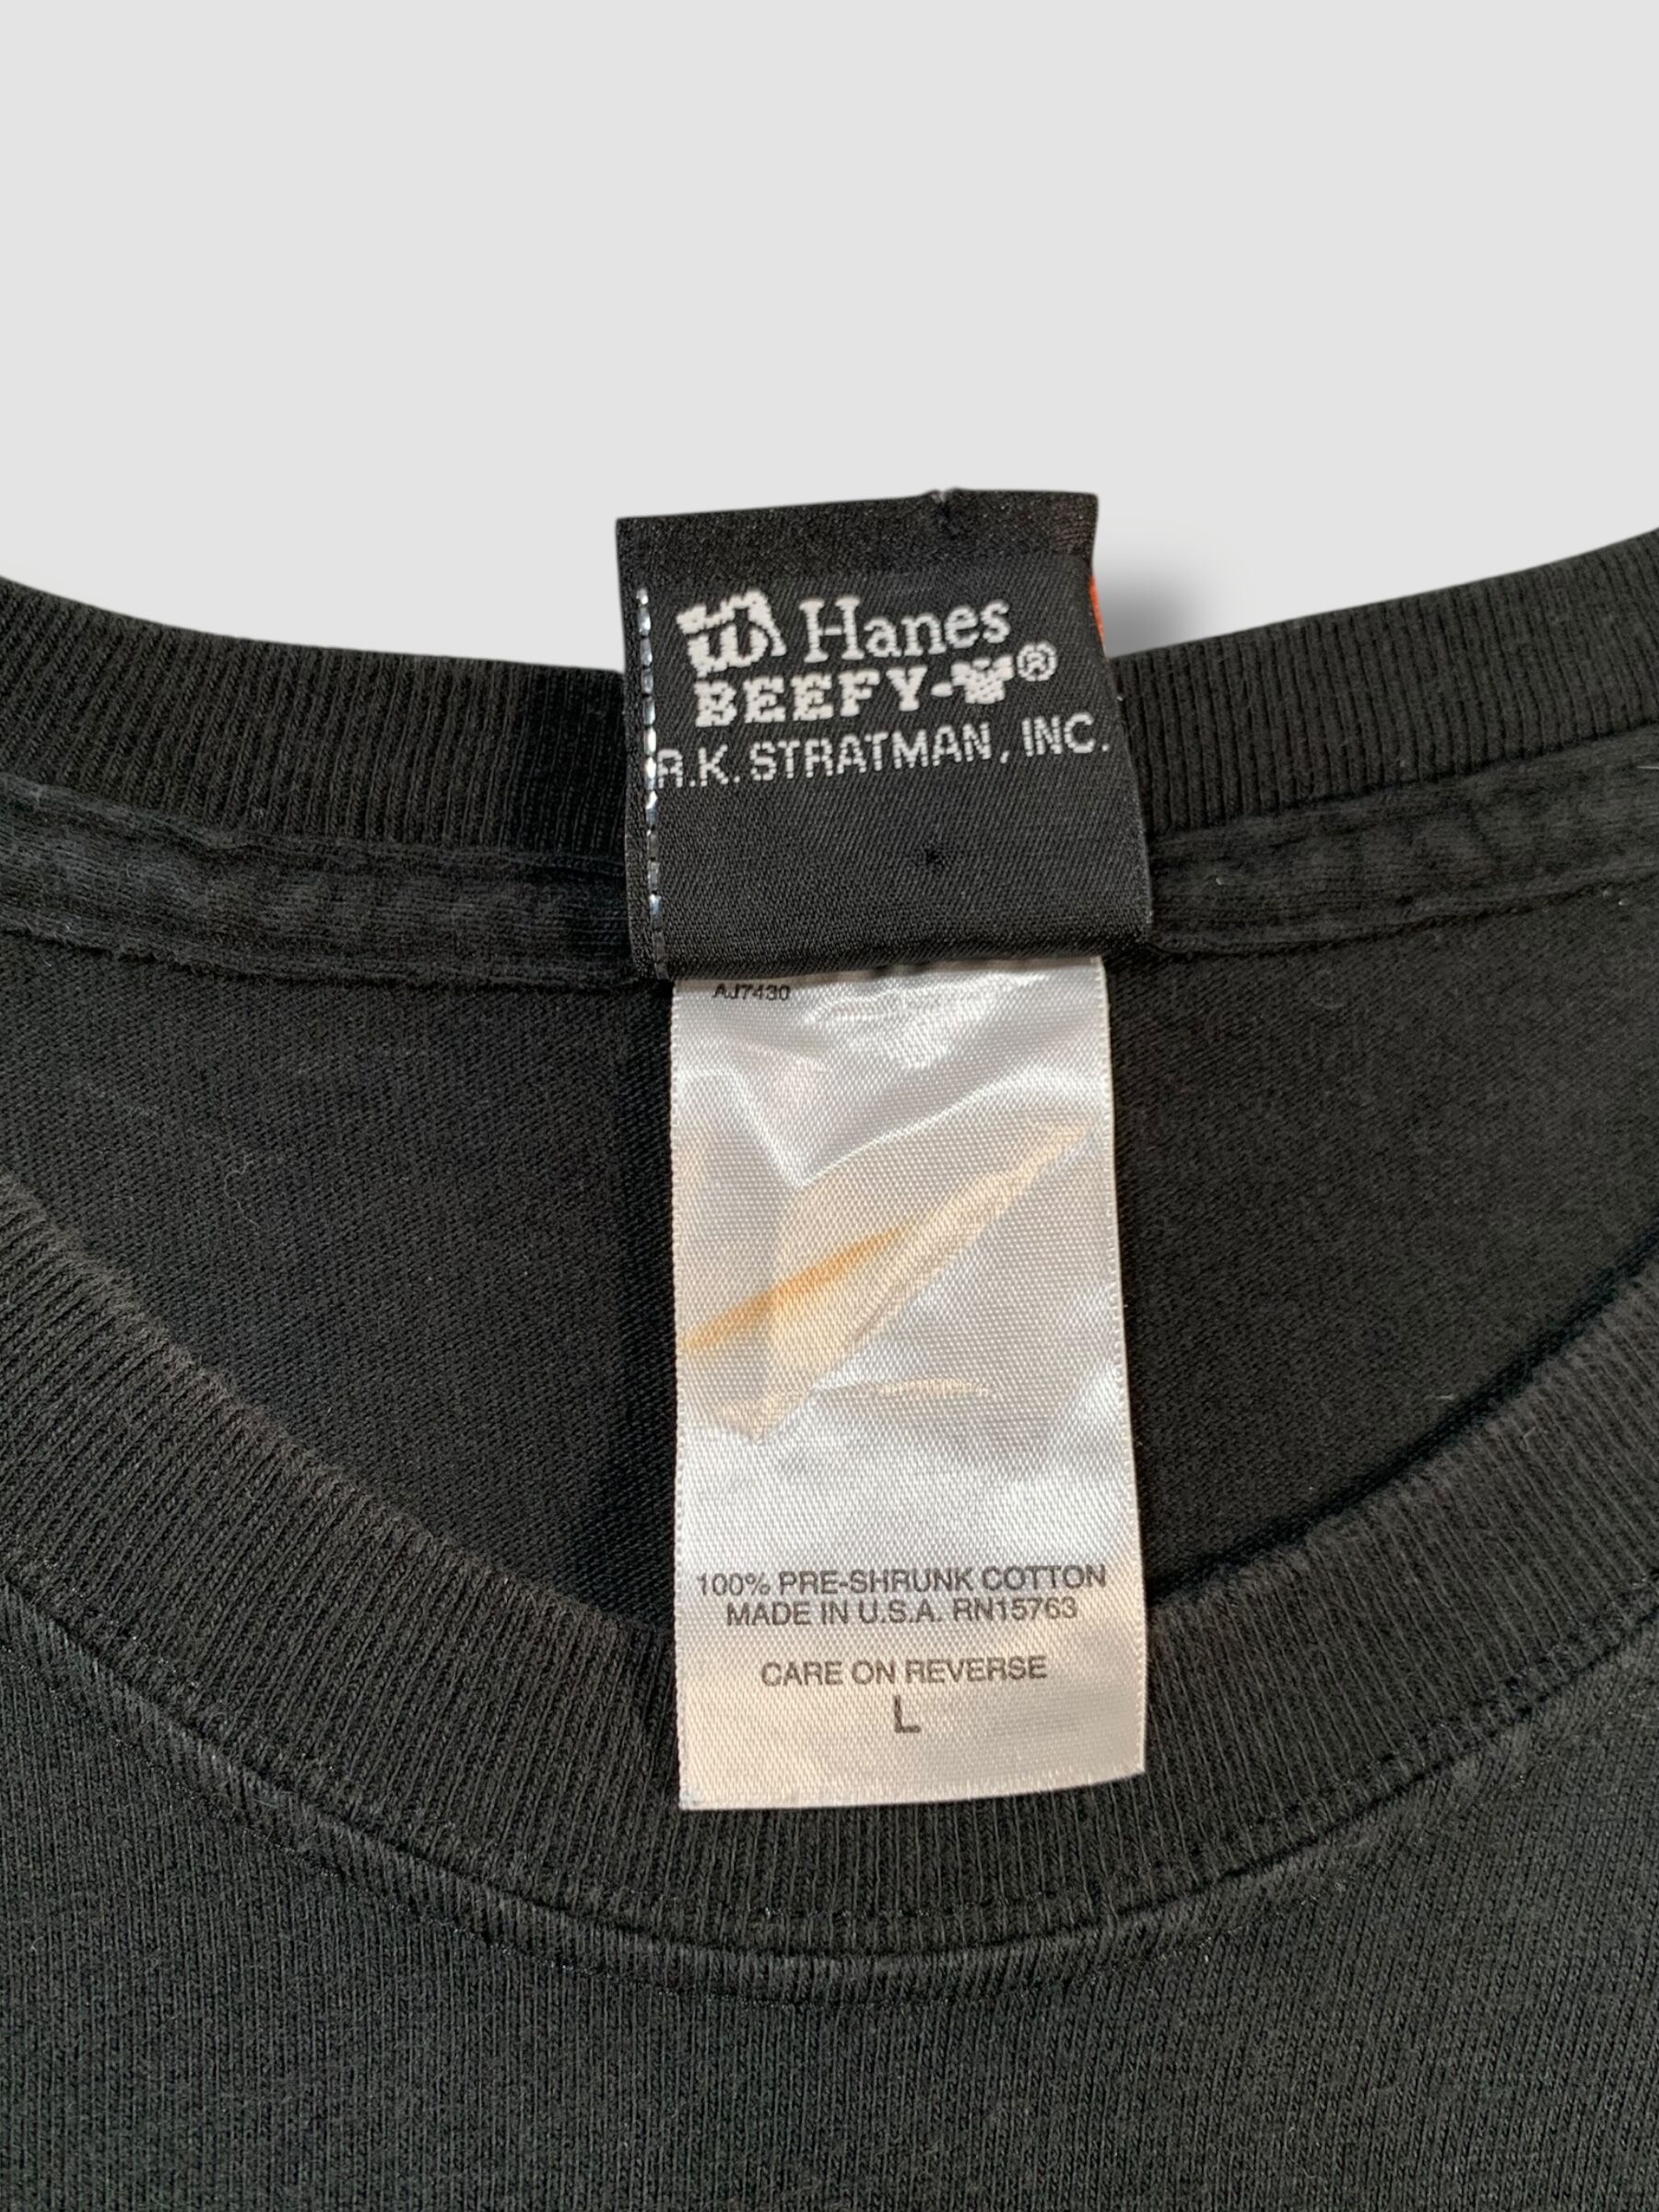 Hanes
BEEFY-T®
R.K. STRATMAN, INC.
AJ7430
100% PRE-SHRUNK COTTON
MADE IN U.S.A. RN15763
CARE ON REVERSE
L